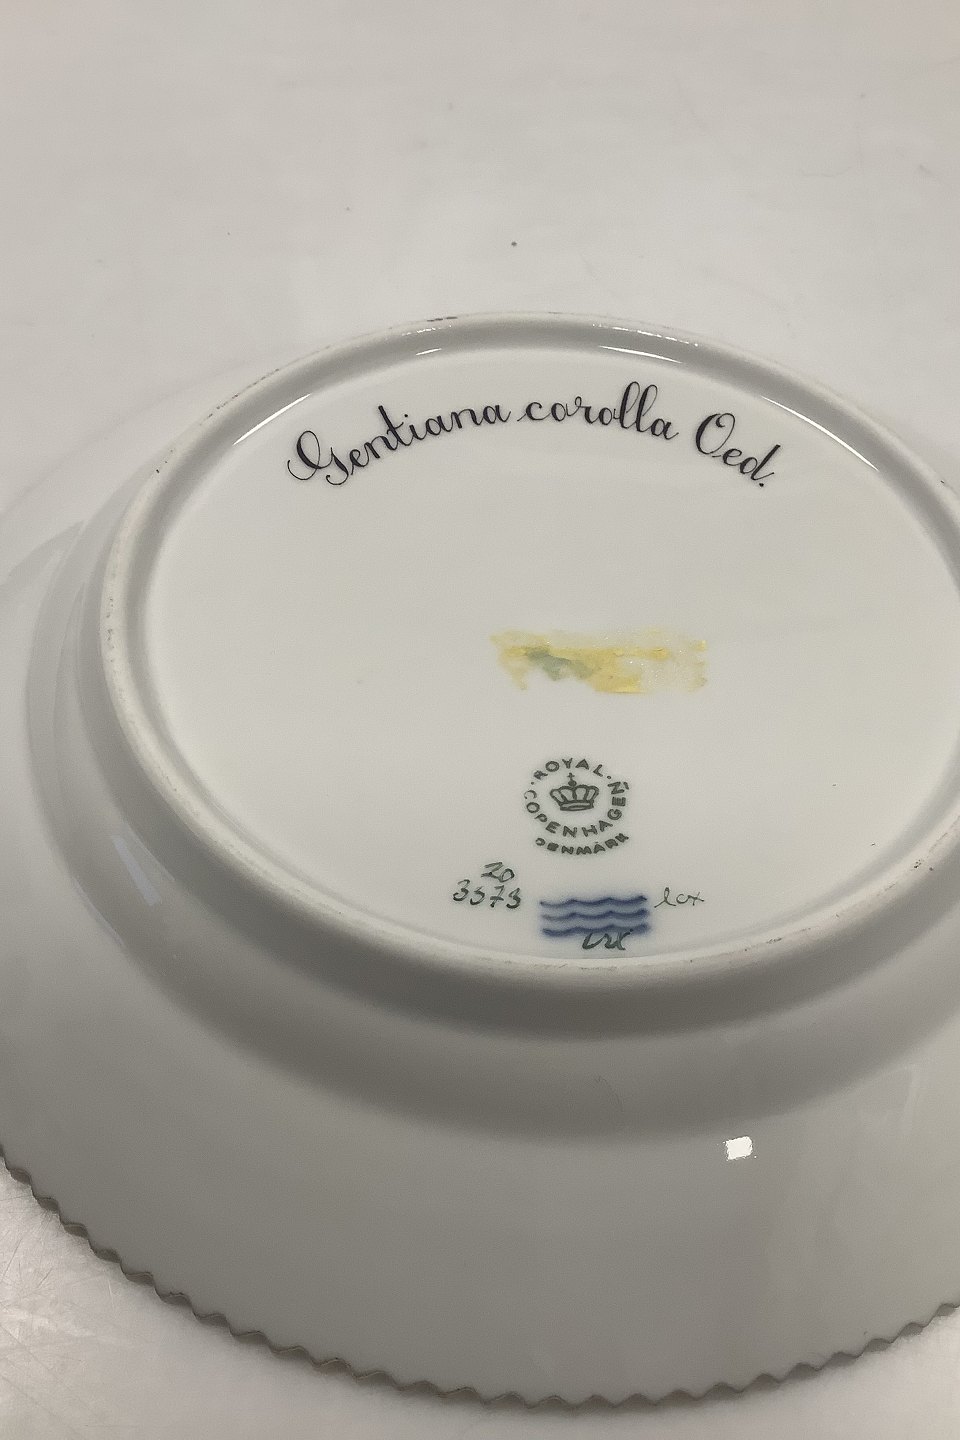 Gentiana corolla Oed.
ROYAL
COPENHAGEN
DENMARK
20
3573